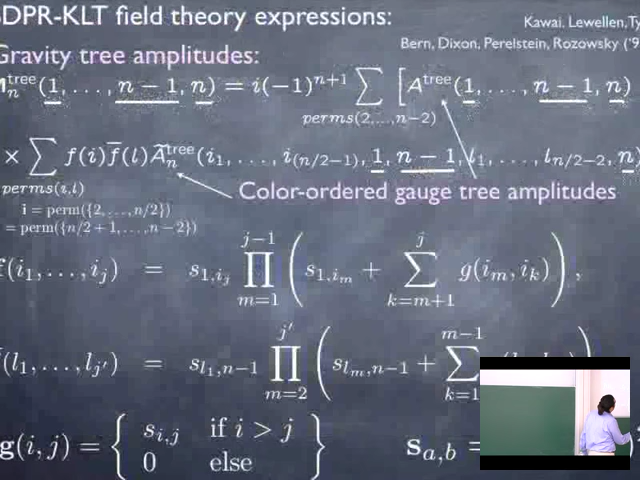 BDPR-KLT field theory expressions:
Kawai, Lewellen, Ty
Bern, Dixon, Perelstein, Rozowsky ('9
Gravity tree amplitudes:
M_n^{tree}(1, . . . , n − 1, n) = i(−1)^{n+1} ∑ [ A^{tree}(1, . . . , n − 1, n)
perms(2,...,n−2)
× ∑ f(i) f̅(l) Ã_n^{tree}(i_1, . . . , i_{(n/2−1)}, 1, n − 1, l_1, . . . , l_{n/2−2}, n)
perms(i,l)
Color-ordered gauge tree amplitudes
i = perm({2, . . . , n/2})
= perm({n/2 + 1, . . . , n − 2})
f(i_1, . . . , i_j) = s_{1,i_j} ∏_{m=1}^{j−1} ( s_{1,i_m} + ∑_{k=m+1}^{j} g(i_m, i_k) ) ,
(l_1, . . . , l_{j′}) = s_{l_1,n−1} ∏_{m=2}^{j′} ( s_{l_m,n−1} + ∑_{k=1}^{m−1}
g(i, j) = { s_{i,j} if i > j
0 else }
s_{a,b} =